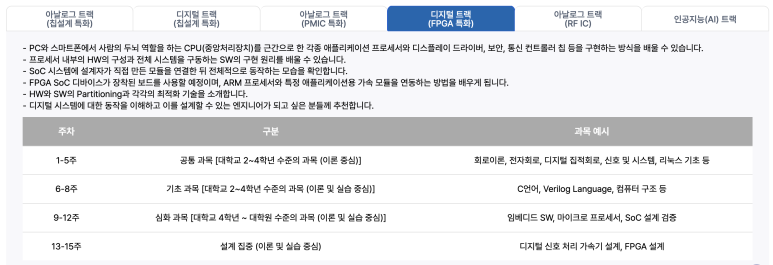 아날로그 트랙
(칩설계 특화)
디지털 트랙
(칩설계 특화)
아날로그 트랙
(PMIC 특화)
디지털 트랙
(FPGA 특화)
아날로그 트랙
(RF IC)
인공지능(AI) 트랙
- PC와 스마트폰에서 사람의 두뇌 역할을 하는 CPU(중앙처리장치)를 근간으로 한 각종 애플리케이션 프로세서와 디스플레이 드라이버, 보안, 통신 컨트롤러 칩 등을 구현하는 방식을 배울 수 있습니다.
- 프로세서 내부의 HW의 구성과 전체 시스템을 구동하는 SW의 구현 원리를 배울 수 있습니다.
- SoC 시스템에 설계자가 직접 만든 모듈을 연결한 뒤 전체적으로 동작하는 모습을 확인합니다.
- FPGA SoC 디바이스가 장착된 보드를 사용할 예정이며, ARM 프로세서와 특정 애플리케이션용 가속 모듈을 연동하는 방법을 배우게 됩니다.
- HW와 SW의 Partitioning과 각각의 최적화 기술을 소개합니다.
- 디지털 시스템에 대한 동작을 이해하고 이를 설계할 수 있는 엔지니어가 되고 싶은 분들께 추천합니다.
주차 구분 과목 예시
1-5주 공통 과목 [대학교 2~4학년 수준의 과목 (이론 중심)] 회로이론, 전자회로, 디지털 집적회로, 신호 및 시스템, 리눅스 기초 등
6-8주 기초 과목 [대학교 2~4학년 수준의 과목 (이론 및 실습 중심)] C언어, Verilog Language, 컴퓨터 구조 등
9-12주 심화 과목 [대학교 4학년 ~ 대학원 수준의 과목 (이론 및 실습 중심)] 임베디드 SW, 마이크로 프로세서, SoC 설계 검증
13-15주 설계 집중 (이론 및 실습 중심) 디지털 신호 처리 가속기 설계, FPGA 설계